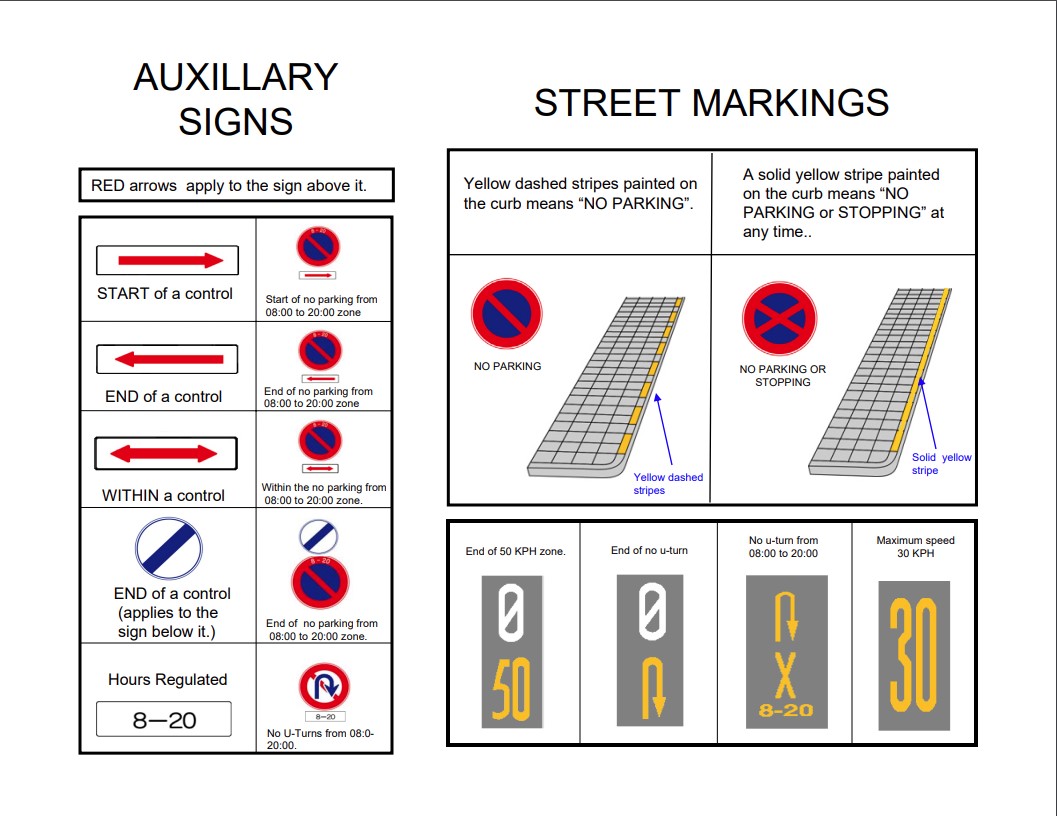 AUXILLARY
SIGNS
RED arrows apply to the sign above it.
START of a control
8-20
Start of no parking from
08:00 to 20:00 zone
END of a control
8-20
End of no parking from
08:00 to 20:00 zone
WITHIN a control
8-20
Within the no parking from
08:00 to 20:00 zone.
END of a control
(applies to the
sign below it.)
8-20
End of no parking from
08:00 to 20:00 zone.
Hours Regulated
8—20
8—20
No U-Turns from 08:0-
20:00.
STREET MARKINGS
Yellow dashed stripes painted on
the curb means “NO PARKING”.
A solid yellow stripe painted
on the curb means “NO
PARKING or STOPPING” at
any time..
NO PARKING
Yellow dashed
stripes
NO PARKING OR
STOPPING
Solid yellow
stripe
End of 50 KPH zone.
0
50
End of no u-turn
0
No u-turn from
08:00 to 20:00
X
8-20
Maximum speed
30 KPH
30